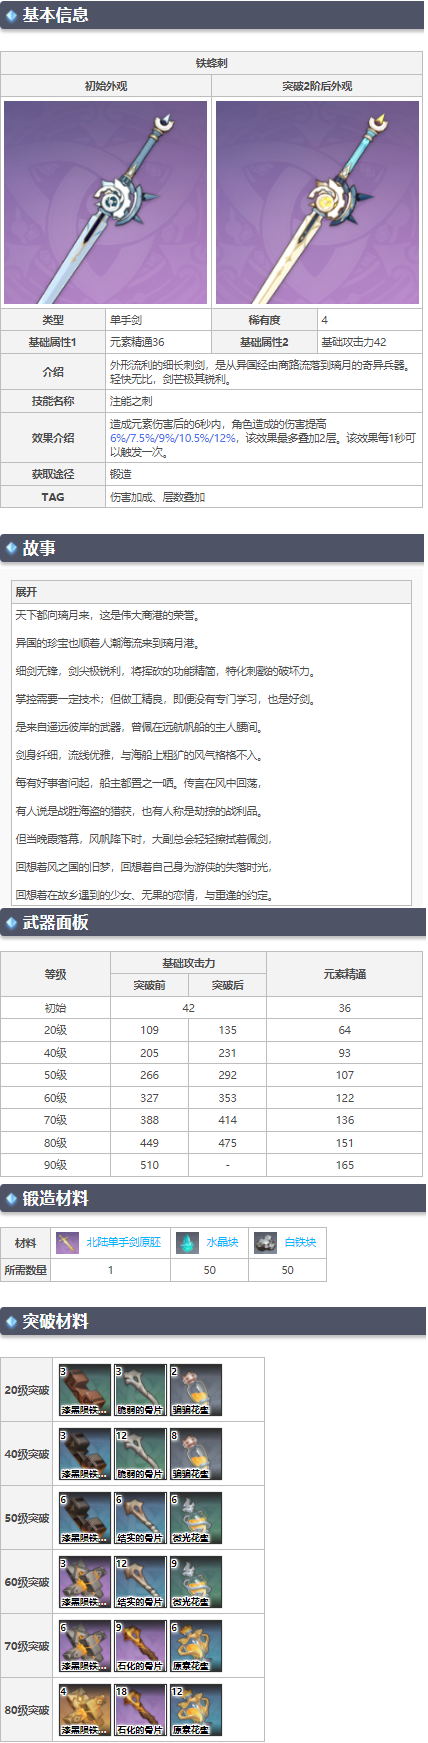 基本信息
铁蜂刺
初始外观 突破2阶后外观
类型 单手剑 稀有度 4
基础属性1 元素精通36 基础属性2 基础攻击力42
介绍 外形流利的细长刺剑，是从异国经由商路流落到璃月的奇异兵器。
轻快无比，剑芒极其锐利。
技能名称 注能之刺
效果介绍 造成元素伤害后的6秒内，角色造成的伤害提高
6%/7.5%/9%/10.5%/12%，该效果最多叠加2层。该效果每1秒可
以触发一次。
获取途径 锻造
TAG 伤害加成、层数叠加
故事
展开
天下都向璃月来，这是伟大商港的荣誉。
异国的珍宝也顺着人潮海流来到璃月港。
细剑无锋，剑尖极锐利，将挥砍的功能精简，特化刺戳的破坏力。
掌控需要一定技术；但做工精良，即便没有专门学习，也是好剑。
是来自遥远彼岸的武器，曾佩在远航帆船的主人腰间。
剑身纤细，流线优雅，与海船上粗犷的风气格格不入。
每有好事者问起，船主都置之一哂。传言在风中回荡，
有人说是战胜海盗的猎获，也有人称是劫掠的战利品。
但当晚霞落幕，风帆降下时，大副总会轻轻擦拭着佩剑，
回想着风之国的旧梦，回想着自己身为游侠的失落时光，
回想着在故乡遇到的少女、无果的恋情，与重逢的约定。
武器面板
等级 基础攻击力 元素精通
突破前 突破后
初始 42 36
20级 109 135 64
40级 205 231 93
50级 266 292 107
60级 327 353 122
70级 388 414 136
80级 449 475 151
90级 510 - 165
锻造材料
材料 北陆单手剑原胚 水晶块 白铁块
所需数量 1 50 50
突破材料
3 3 2
20级突破
漆黑陨铁... 脆弱的骨片 骗骗花蜜
3 12 8
40级突破
漆黑陨铁... 脆弱的骨片 骗骗花蜜
6 6 6
50级突破
漆黑陨铁... 结实的骨片 微光花蜜
3 12 9
60级突破
漆黑陨铁... 结实的骨片 微光花蜜
6 9 6
70级突破
漆黑陨铁... 石化的骨片 原素花蜜
4 18 12
80级突破
漆黑陨铁... 石化的骨片 原素花蜜